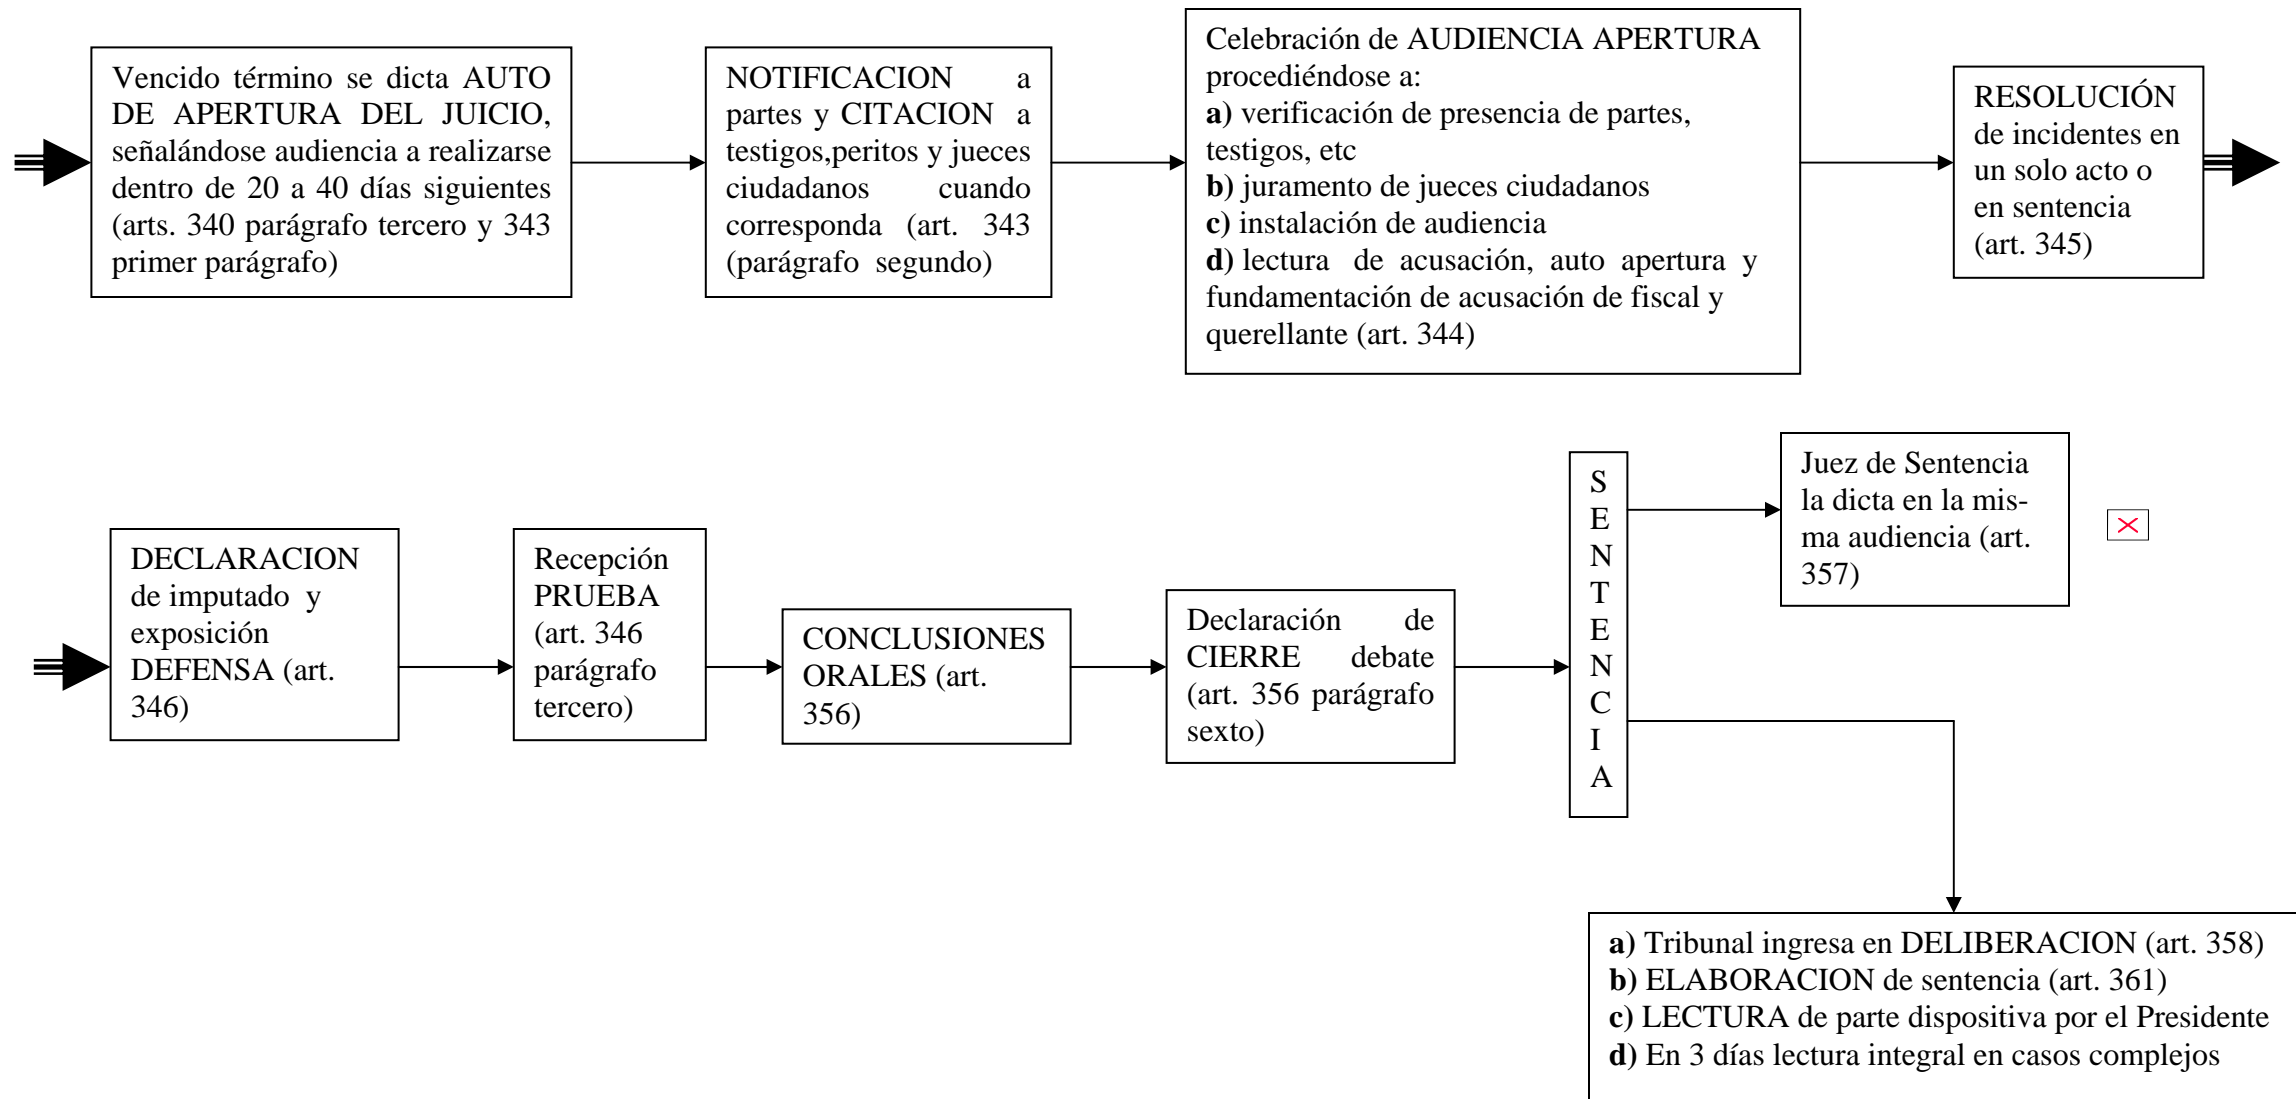 Vencido término se dicta AUTO
DE APERTURA DEL JUICIO,
señalándose audiencia a realizarse
dentro de 20 a 40 días siguientes
(arts. 340 parágrafo tercero y 343
primer parágrafo)
NOTIFICACION a
partes y CITACION a
testigos,peritos y jueces
ciudadanos cuando
corresponda (art. 343
(parágrafo segundo)
Celebración de AUDIENCIA APERTURA
procediéndose a:
a) verificación de presencia de partes,
testigos, etc
b) juramento de jueces ciudadanos
c) instalación de audiencia
d) lectura de acusación, auto apertura y
fundamentación de acusación de fiscal y
querellante (art. 344)
RESOLUCIÓN
de incidentes en
un solo acto o
en sentencia
(art. 345)
DECLARACION
de imputado y
exposición
DEFENSA (art.
346)
Recepción
PRUEBA
(art. 346
parágrafo
tercero)
CONCLUSIONES
ORALES (art.
356)
Declaración de
CIERRE debate
(art. 356 parágrafo
sexto)
S
E
N
T
E
N
C
I
A
Juez de Sentencia
la dicta en la mis-
ma audiencia (art.
357)
a) Tribunal ingresa en DELIBERACION (art. 358)
b) ELABORACION de sentencia (art. 361)
c) LECTURA de parte dispositiva por el Presidente
d) En 3 días lectura integral en casos complejos